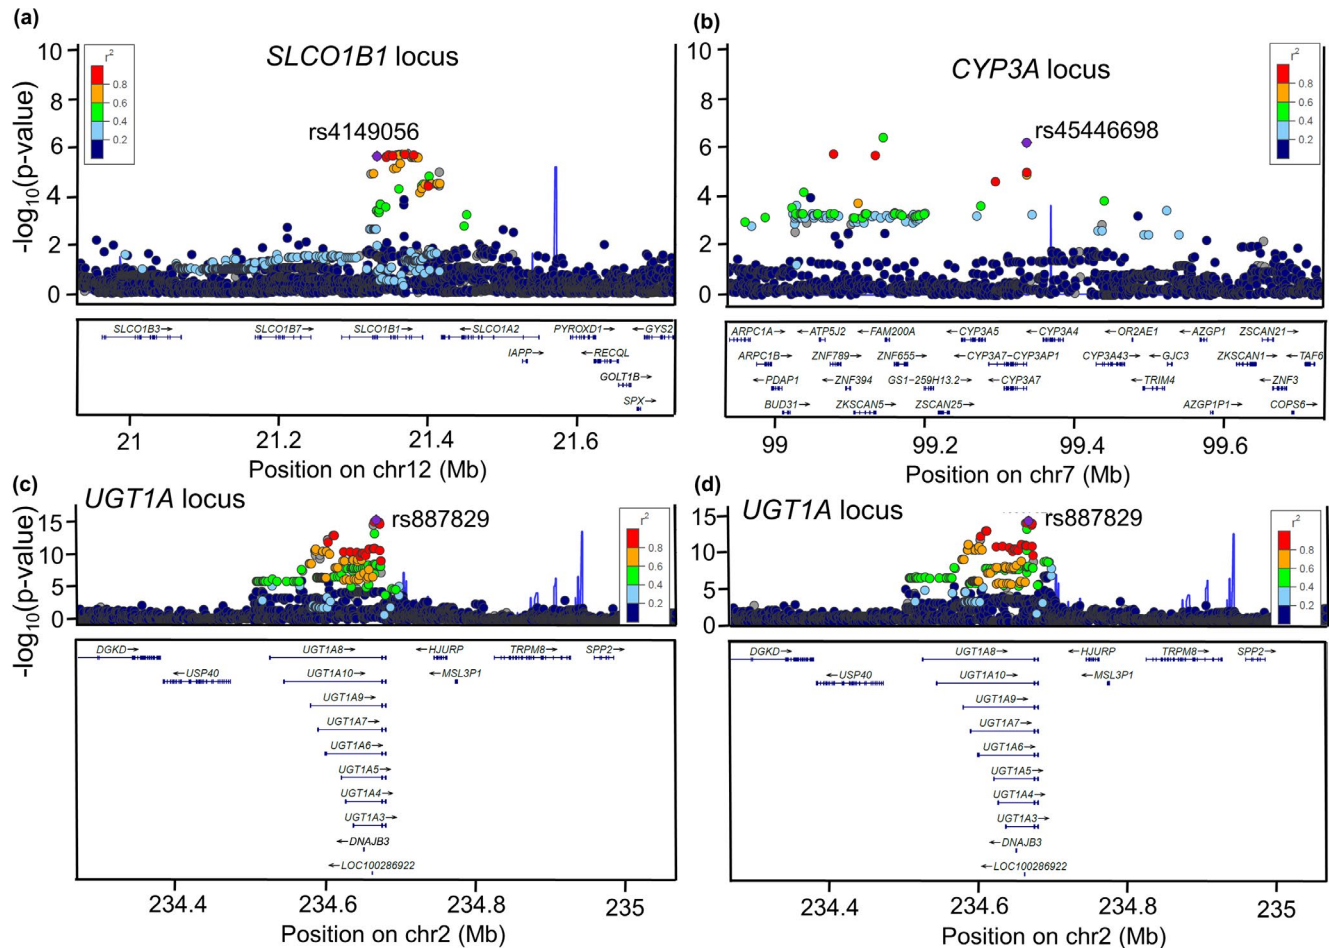 (a)
SLCO1B1 locus
r2
0.8
0.6
0.4
0.2
rs4149056
10
8
6
4
2
0
-log10(p-value)
SLCO1B3→ SLCO1B7→ SLCO1B1→ SLCO1A2 PYROXD1→ ←GYS2
IAPP→ ←RECQL
GOLT1B→
SPX→
21 21.2 21.4 21.6
Position on chr12 (Mb)
(b)
CYP3A locus
r2
0.8
0.6
0.4
0.2
rs45446698
10
8
6
4
2
0
ARPC1A→ ←ATP5J2 ←FAM200A ←CYP3A5 ←CYP3A4 ←OR2AE1 ←AZGP1 ZSCAN21→
ARPC1B→ ZNF789→ ZNF655→ ←CYP3A7-CYP3AP1 CYP3A43→ ←GJC3 ZKSCAN1→ ←TAF6
←PDAP1 ←ZNF394 GS1-259H13.2→ ←CYP3A7 ←TRIM4 ←ZNF3
BUD31→ ZKSCAN5→ ←ZSCAN25 AZGP1P1→ COPS6→
99 99.2 99.4 99.6
Position on chr7 (Mb)
(c)
UGT1A locus
rs887829
r2
0.8
0.6
0.4
0.2
15
10
5
0
-log10(p-value)
DGKD→ UGT1A8→ ←HJURP TRPM8→ SPP2→
←USP40 UGT1A10→ ←MSL3P1
UGT1A9→
UGT1A7→
UGT1A6→
UGT1A5→
UGT1A4→
UGT1A3→
←DNAJB3
←LOC100286922
234.4 234.6 234.8 235
Position on chr2 (Mb)
(d)
UGT1A locus
rs887829
r2
0.8
0.6
0.4
0.2
15
10
5
0
DGKD→ UGT1A8→ ←HJURP TRPM8→ SPP2→
←USP40 UGT1A10→ ←MSL3P1
UGT1A9→
UGT1A7→
UGT1A6→
UGT1A5→
UGT1A4→
UGT1A3→
←DNAJB3
←LOC100286922
234.4 234.6 234.8 235
Position on chr2 (Mb)